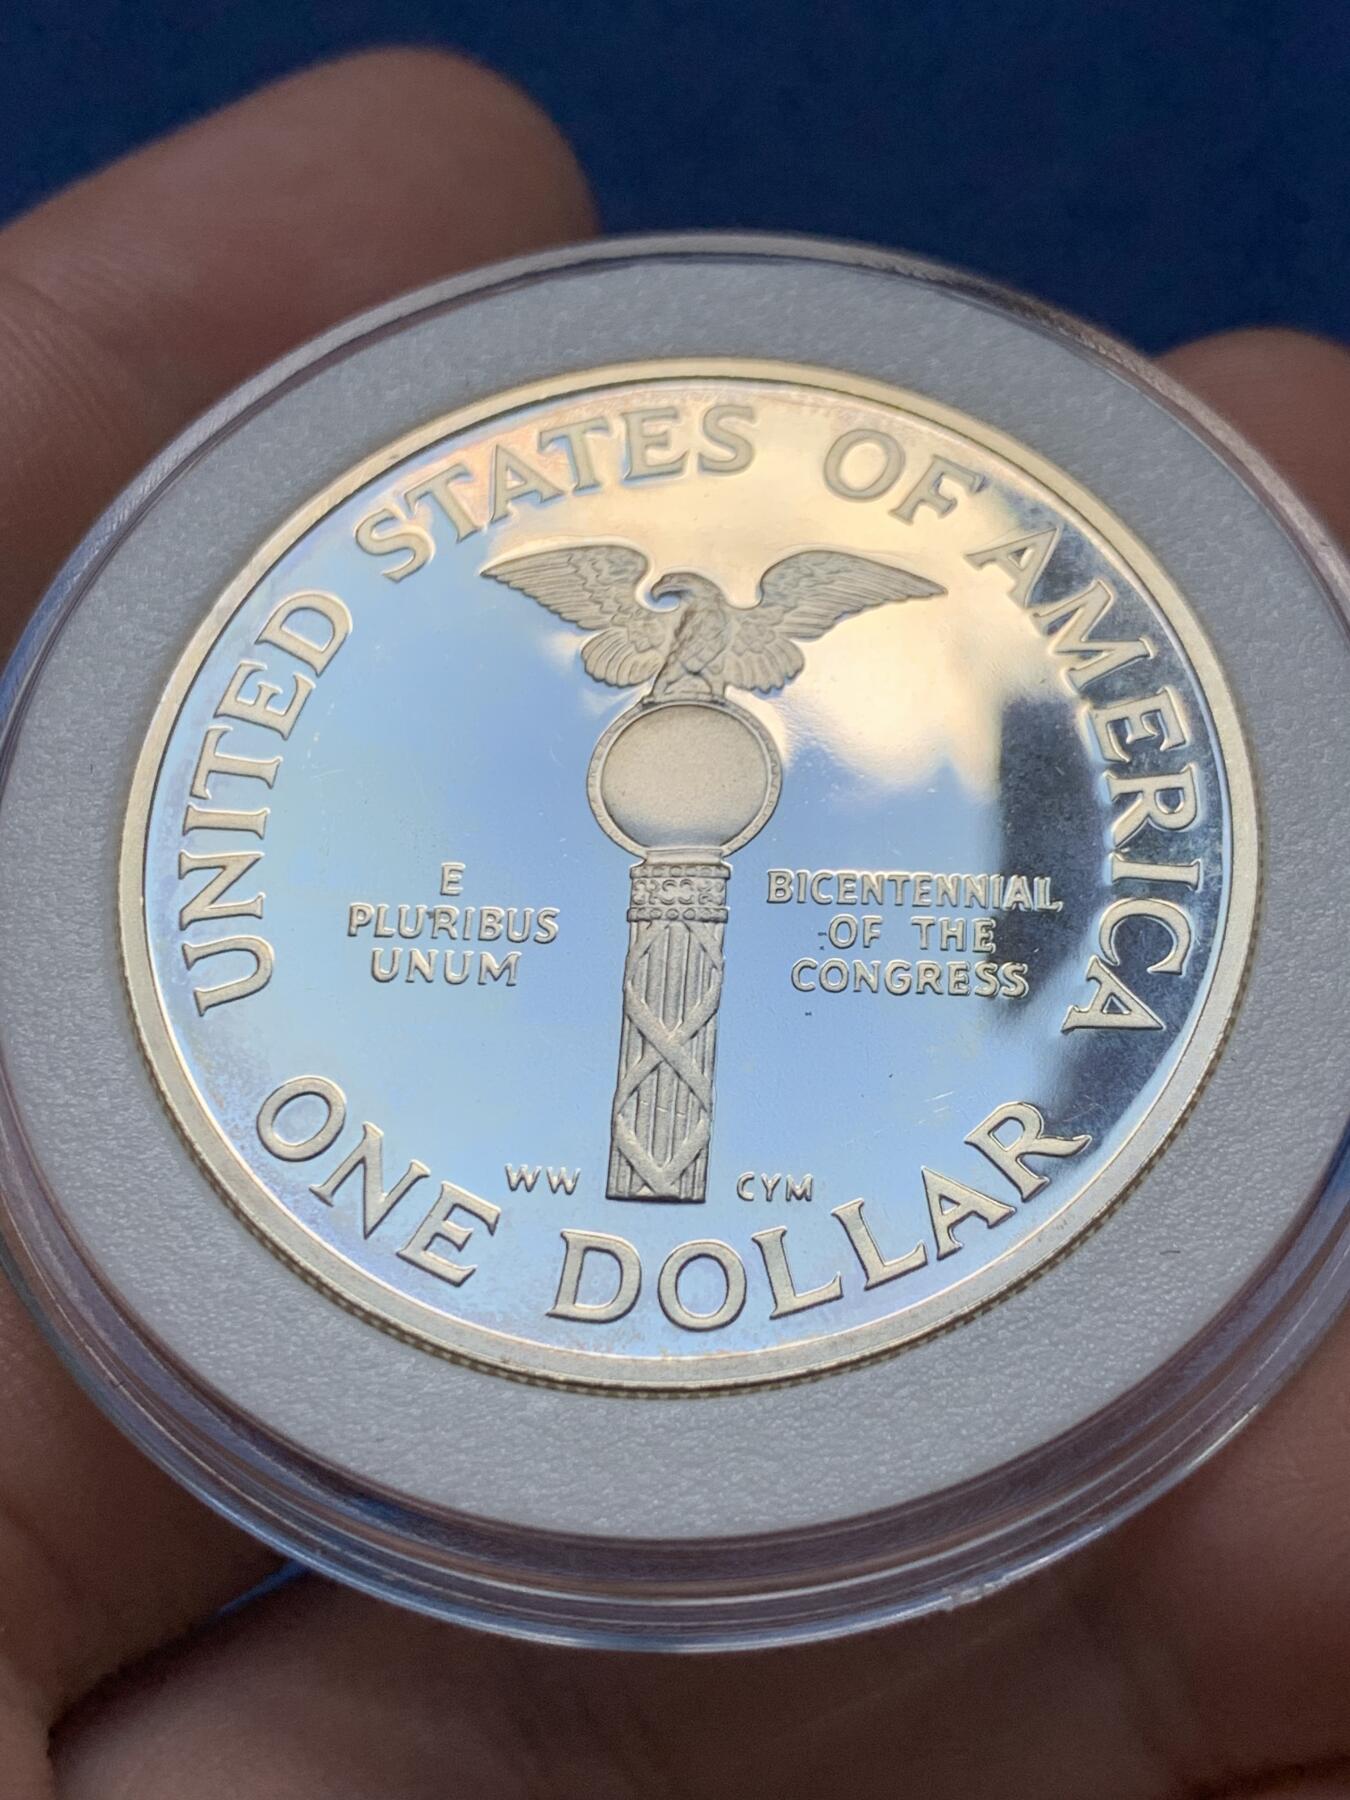 UNITED STATES OF AMERICA
E
PLURIBUS
UNUM
BICENTENNIAL
OF THE
CONGRESS
WW
CYM
ONE DOLLAR